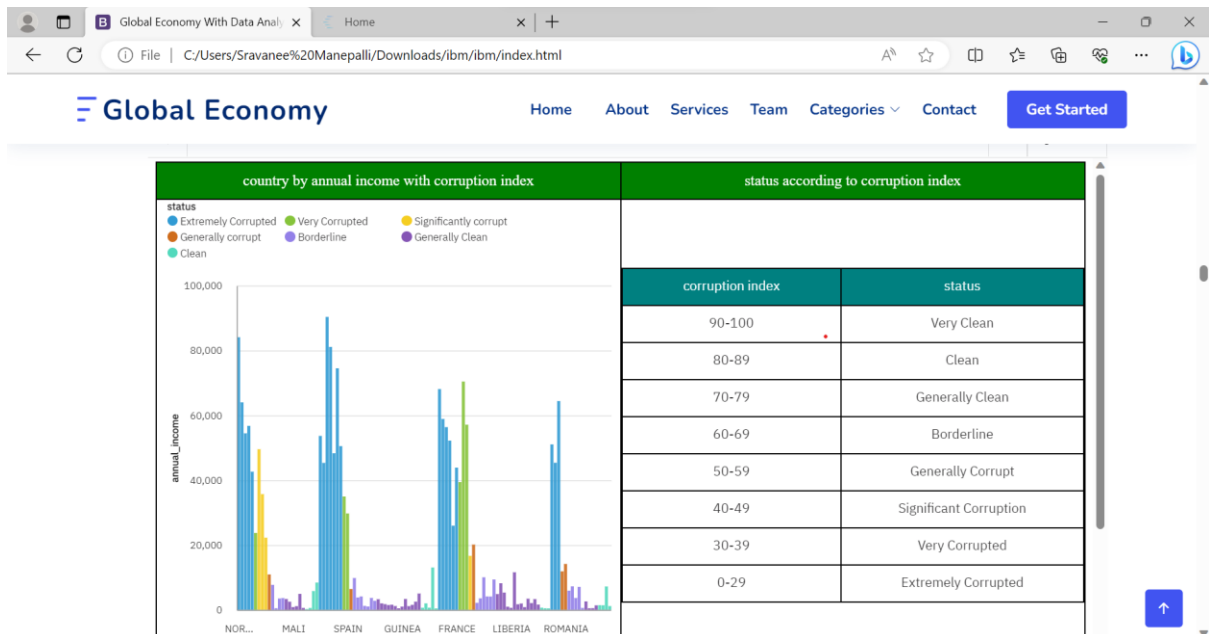 Global Economy With Data Analy
Home
File | C:/Users/Sravanee%20Manepalli/Downloads/ibm/ibm/index.html
Global Economy
Home About Services Team Categories Contact Get Started
country by annual income with corruption index
status according to corruption index
status
Extremely Corrupted Very Corrupted Significantly corrupt
Generally corrupt Borderline Generally Clean
Clean
100,000
80,000
60,000
40,000
20,000
0
annual_income
NOR... MALI SPAIN GUINEA FRANCE LIBERIA ROMANIA
corruption index status
90-100 Very Clean
80-89 Clean
70-79 Generally Clean
60-69 Borderline
50-59 Generally Corrupt
40-49 Significant Corruption
30-39 Very Corrupted
0-29 Extremely Corrupted